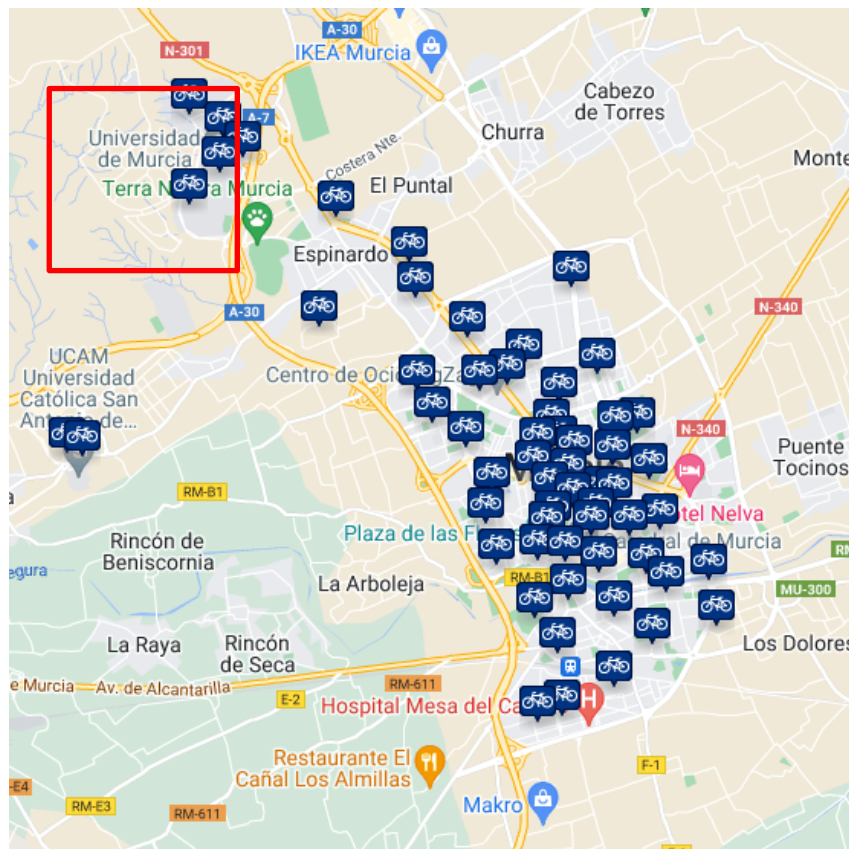 A-30
N-301
IKEA Murcia
Cabezo
de Torres
A-7
Universidad
de Murcia
Churra
Costera Nte.
Monte
Terra
Murcia
El Puntal
Espinardo
A-30
N-340
UCAM
Universidad
Católica San
de...
Centro de
N-340
Puente
Tocinos
RM-B1
Nelva
Plaza de las
de Murcia
Rincón de
Beniscornia
egura
La Arboleja
RM-B1
MU-300
La Raya
Rincón
de Seca
Los Dolores
e Murcia
Av. de Alcantarilla
RM-611
E-2
Hospital Mesa del
H
Restaurante El
Cañal Los Almillas
F-1
-E4
RM-E3
RM-611
Makro